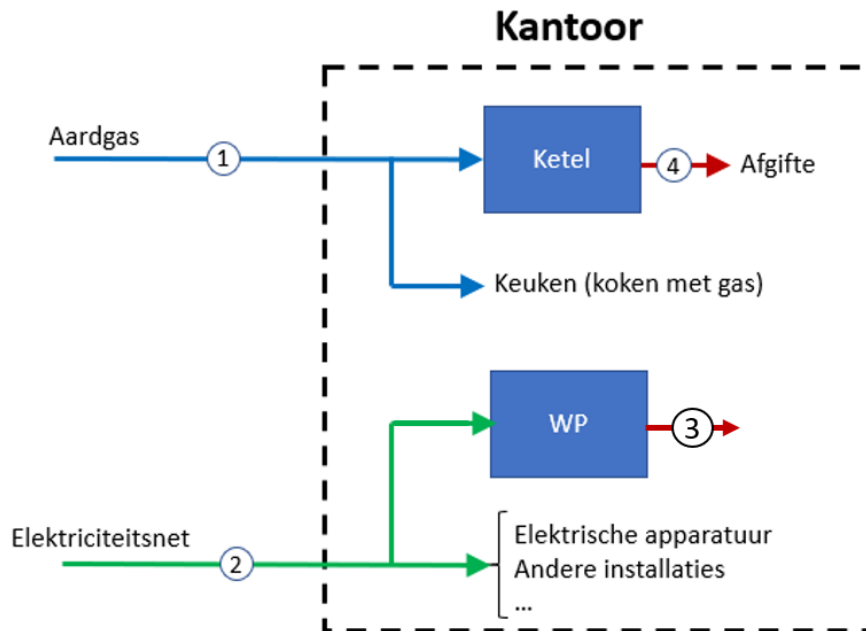 Kantoor
Aardgas
1
Ketel
4
Afgifte
Keuken (koken met gas)
WP
3
Elektriciteitsnet
2
Elektrische apparatuur
Andere installaties
...